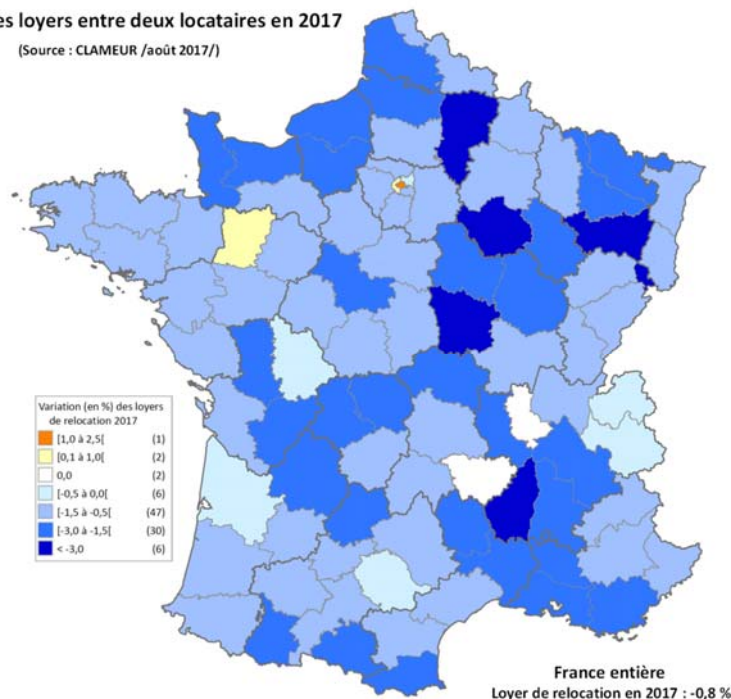 es loyers entre deux locataires en 2017
(Source : CLAMEUR /août 2017/)
Variation (en %) des loyers
de relocation 2017
[1,0 à 2,5[ (1)
[0,1 à 1,0[ (2)
0,0 (2)
[-0,5 à 0,0[ (6)
[-1,5 à -0,5[ (47)
[-3,0 à -1,5[ (30)
< -3,0 (6)
France entière
Loyer de relocation en 2017 : -0,8 %